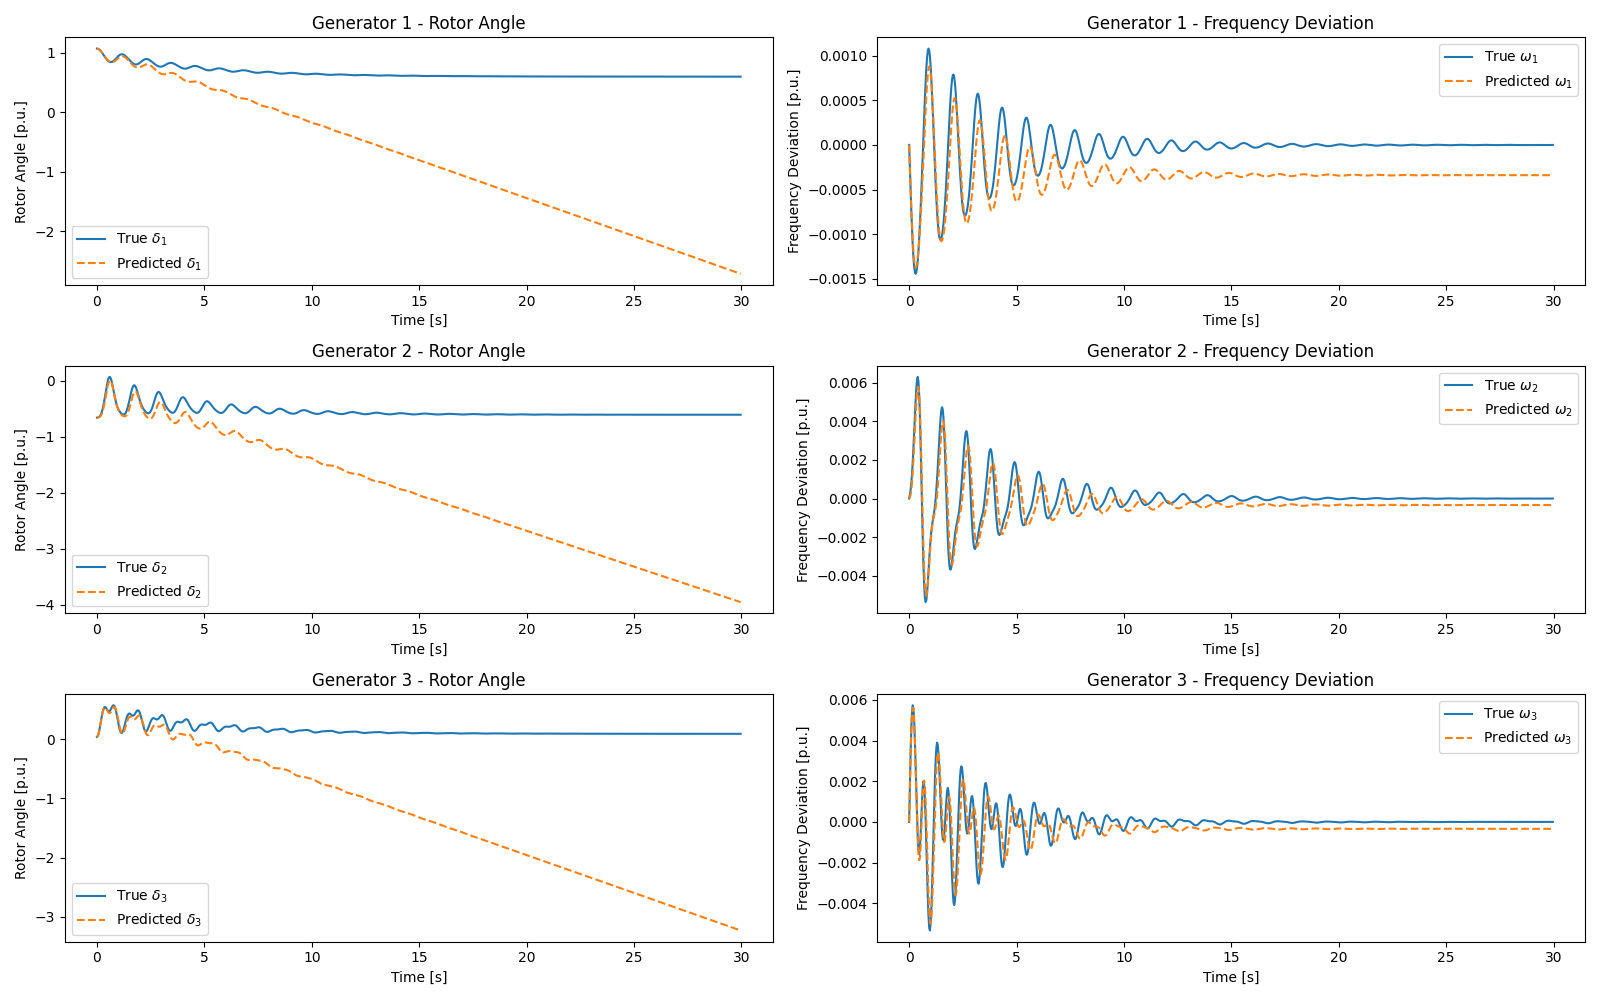 Generator 1 - Rotor Angle
Rotor Angle [p.u.]
1
0
−1
−2
True δ1
Predicted δ1
0 5 10 15 20 25 30
Time [s]
Generator 1 - Frequency Deviation
Frequency Deviation [p.u.]
0.0010
0.0005
0.0000
−0.0005
−0.0010
−0.0015
True ω1
Predicted ω1
0 5 10 15 20 25 30
Time [s]
Generator 2 - Rotor Angle
Rotor Angle [p.u.]
0
−1
−2
−3
−4
True δ2
Predicted δ2
0 5 10 15 20 25 30
Time [s]
Generator 2 - Frequency Deviation
Frequency Deviation [p.u.]
0.006
0.004
0.002
0.000
−0.002
−0.004
True ω2
Predicted ω2
0 5 10 15 20 25 30
Time [s]
Generator 3 - Rotor Angle
Rotor Angle [p.u.]
0
−1
−2
−3
True δ3
Predicted δ3
0 5 10 15 20 25 30
Time [s]
Generator 3 - Frequency Deviation
Frequency Deviation [p.u.]
0.006
0.004
0.002
0.000
−0.002
−0.004
True ω3
Predicted ω3
0 5 10 15 20 25 30
Time [s]